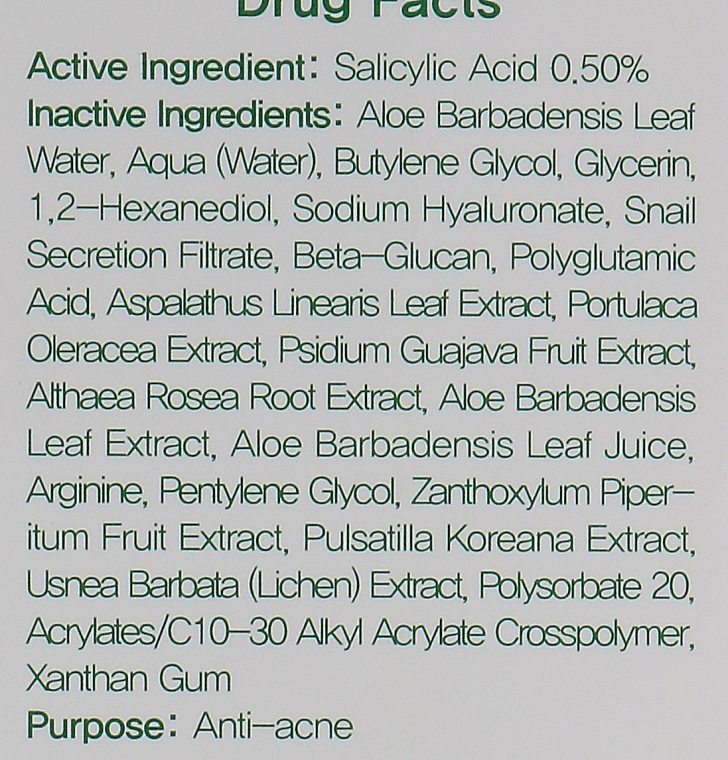 Drug Facts
Active Ingredient: Salicylic Acid 0.50%
Inactive Ingredients: Aloe Barbadensis Leaf
Water, Aqua (Water), Butylene Glycol, Glycerin,
1,2–Hexanediol, Sodium Hyaluronate, Snail
Secretion Filtrate, Beta–Glucan, Polyglutamic
Acid, Aspalathus Linearis Leaf Extract, Portulaca
Oleracea Extract, Psidium Guajava Fruit Extract,
Althaea Rosea Root Extract, Aloe Barbadensis
Leaf Extract, Aloe Barbadensis Leaf Juice,
Arginine, Pentylene Glycol, Zanthoxylum Piper–
itum Fruit Extract, Pulsatilla Koreana Extract,
Usnea Barbata (Lichen) Extract, Polysorbate 20,
Acrylates/C10–30 Alkyl Acrylate Crosspolymer,
Xanthan Gum
Purpose: Anti–acne